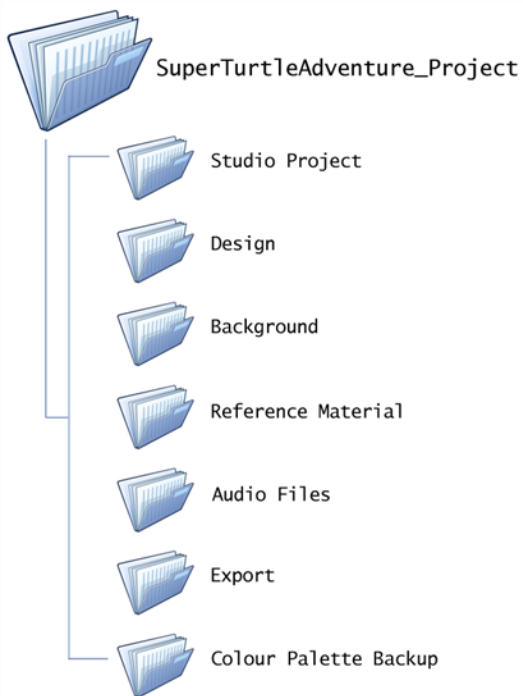 SuperTurtleAdventure_Project
Studio Project
Design
Background
Reference Material
Audio Files
Export
Colour Palette Backup